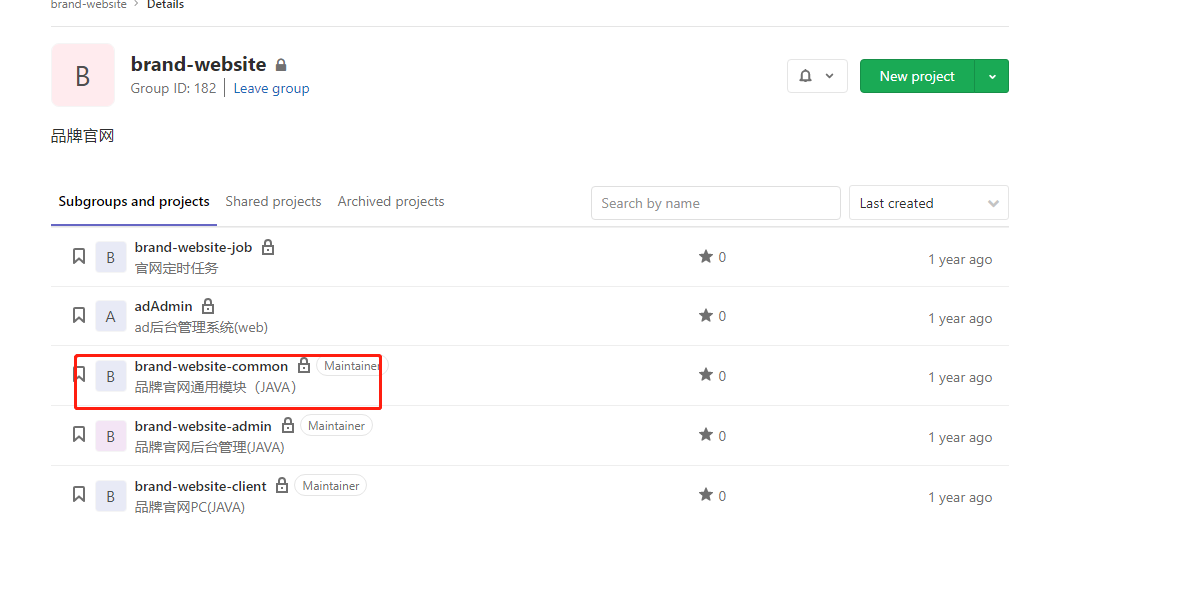 brand-website > Details
B
brand-website
Group ID: 182 Leave group
New project
品牌官网
Subgroups and projects Shared projects Archived projects Search by name Last created
B brand-website-job 0 1 year ago
官网定时任务
A adAdmin 0 1 year ago
ad后台管理系统(web)
B brand-website-common Maintainer 0 1 year ago
品牌官网通用模块（JAVA）
B brand-website-admin Maintainer 0 1 year ago
品牌官网后台管理(JAVA)
B brand-website-client Maintainer 0 1 year ago
品牌官网PC(JAVA)